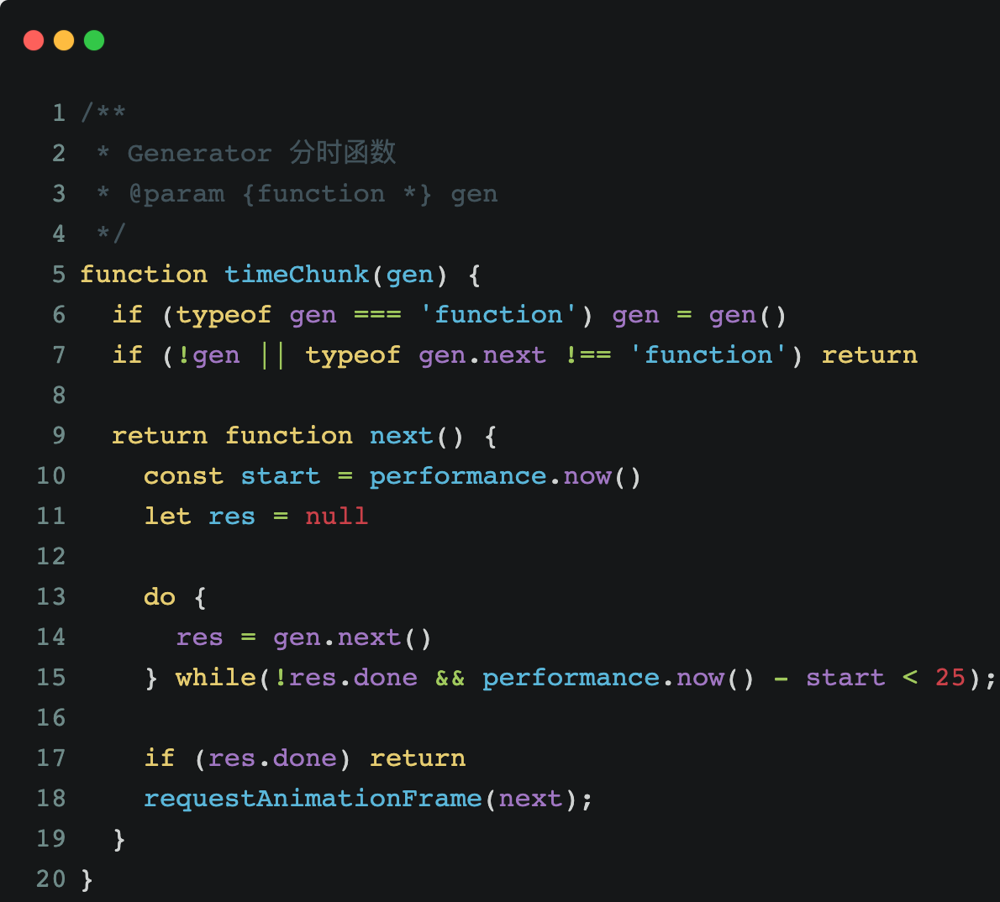 1 /**
2  * Generator 分时函数
3  * @param {function *} gen
4  */
5 function timeChunk(gen) {
6   if (typeof gen === 'function') gen = gen()
7   if (!gen || typeof gen.next !== 'function') return
8
9   return function next() {
10     const start = performance.now()
11     let res = null
12
13     do {
14       res = gen.next()
15     } while(!res.done && performance.now() - start < 25);
16
17     if (res.done) return
18     requestAnimationFrame(next);
19   }
20 }